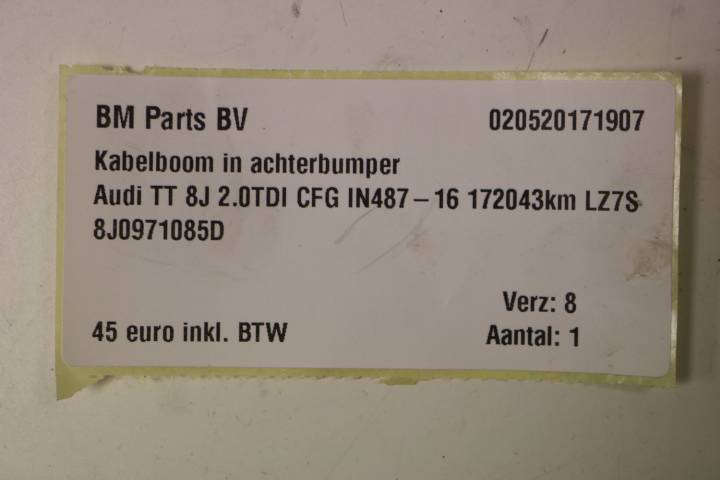 BM Parts BV 020520171907
Kabelboom in achterbumper
Audi TT 8J 2.0TDI CFG IN487-16 172043km LZ7S
8J0971085D
Verz: 8
45 euro inkl. BTW Aantal: 1